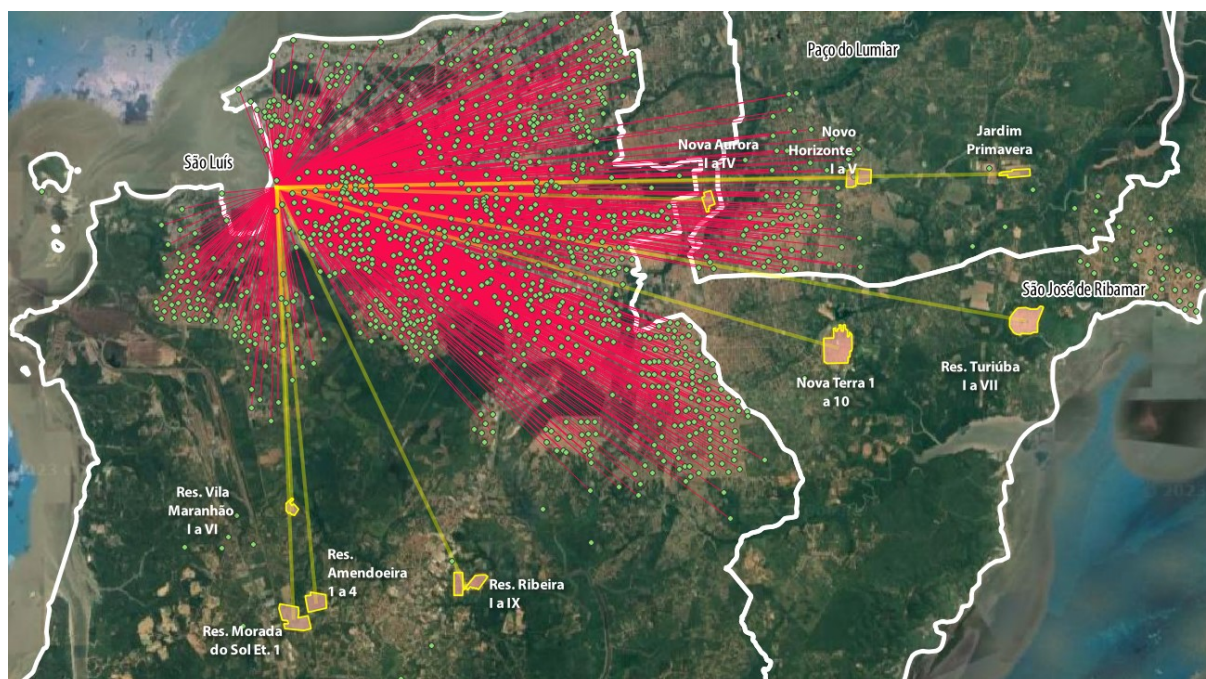 Paço do Lumiar
São Luís
Nova Aurora
I a IV
Novo
Horizonte
I a V
Jardim
Primavera
São José de Ribamar
Nova Terra 1
a 10
Res. Turiúba
I a VII
Res. Vila
Maranhão
I a VI
Res.
Amendoeira
1 a 4
Res. Ribeira
I a IX
Res. Morada
do Sol Et. 1